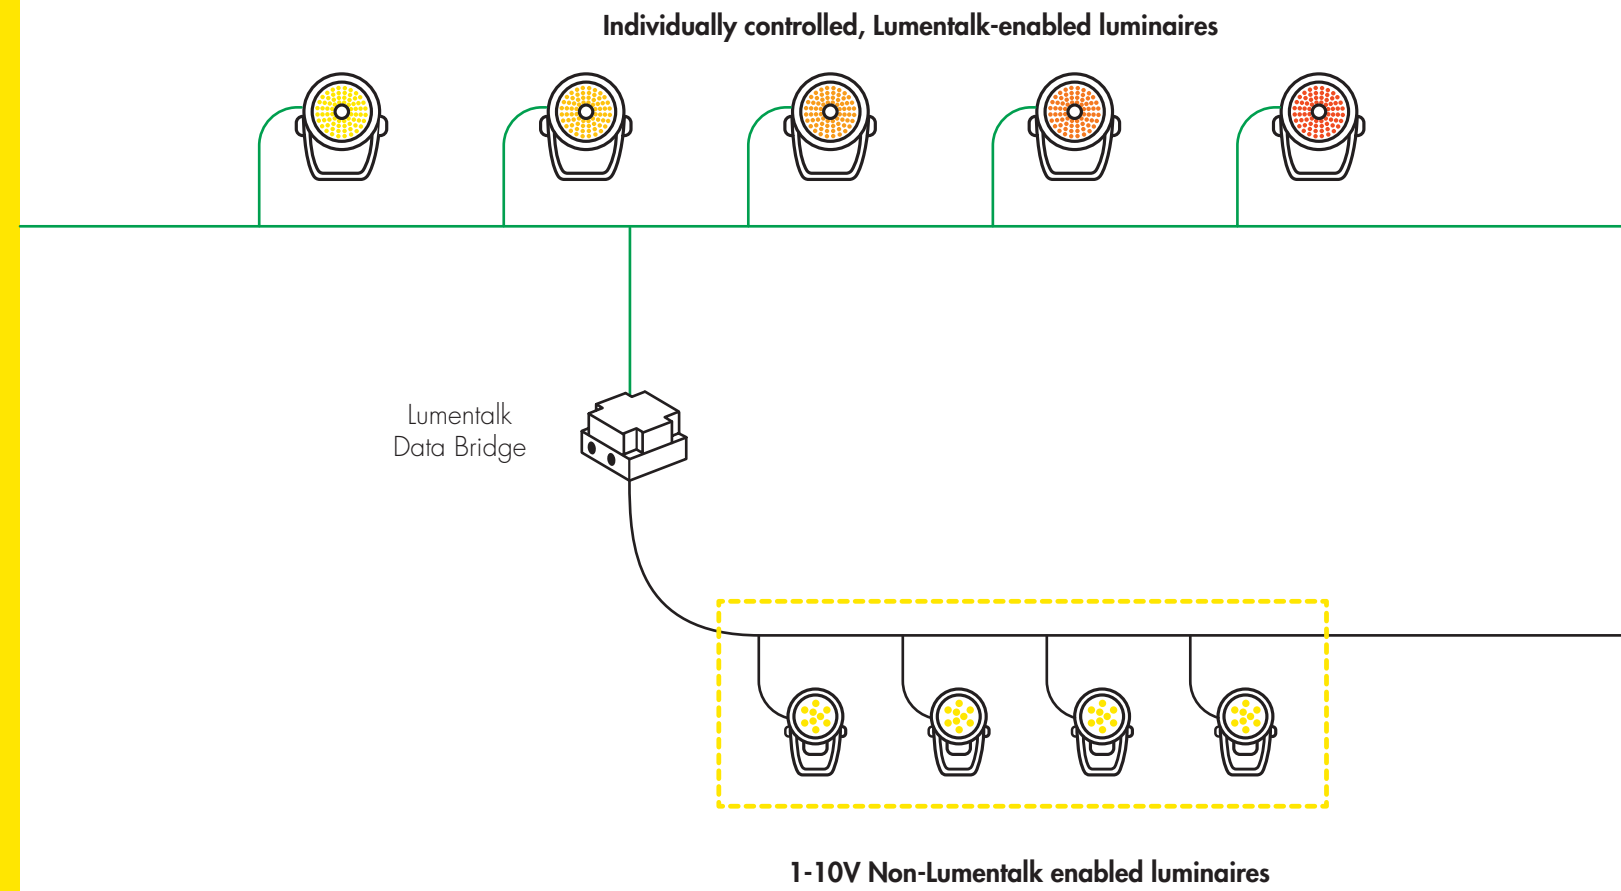 Individually controlled, Lumentalk-enabled luminaires
Lumentalk
Data Bridge
1-10V Non-Lumentalk enabled luminaires